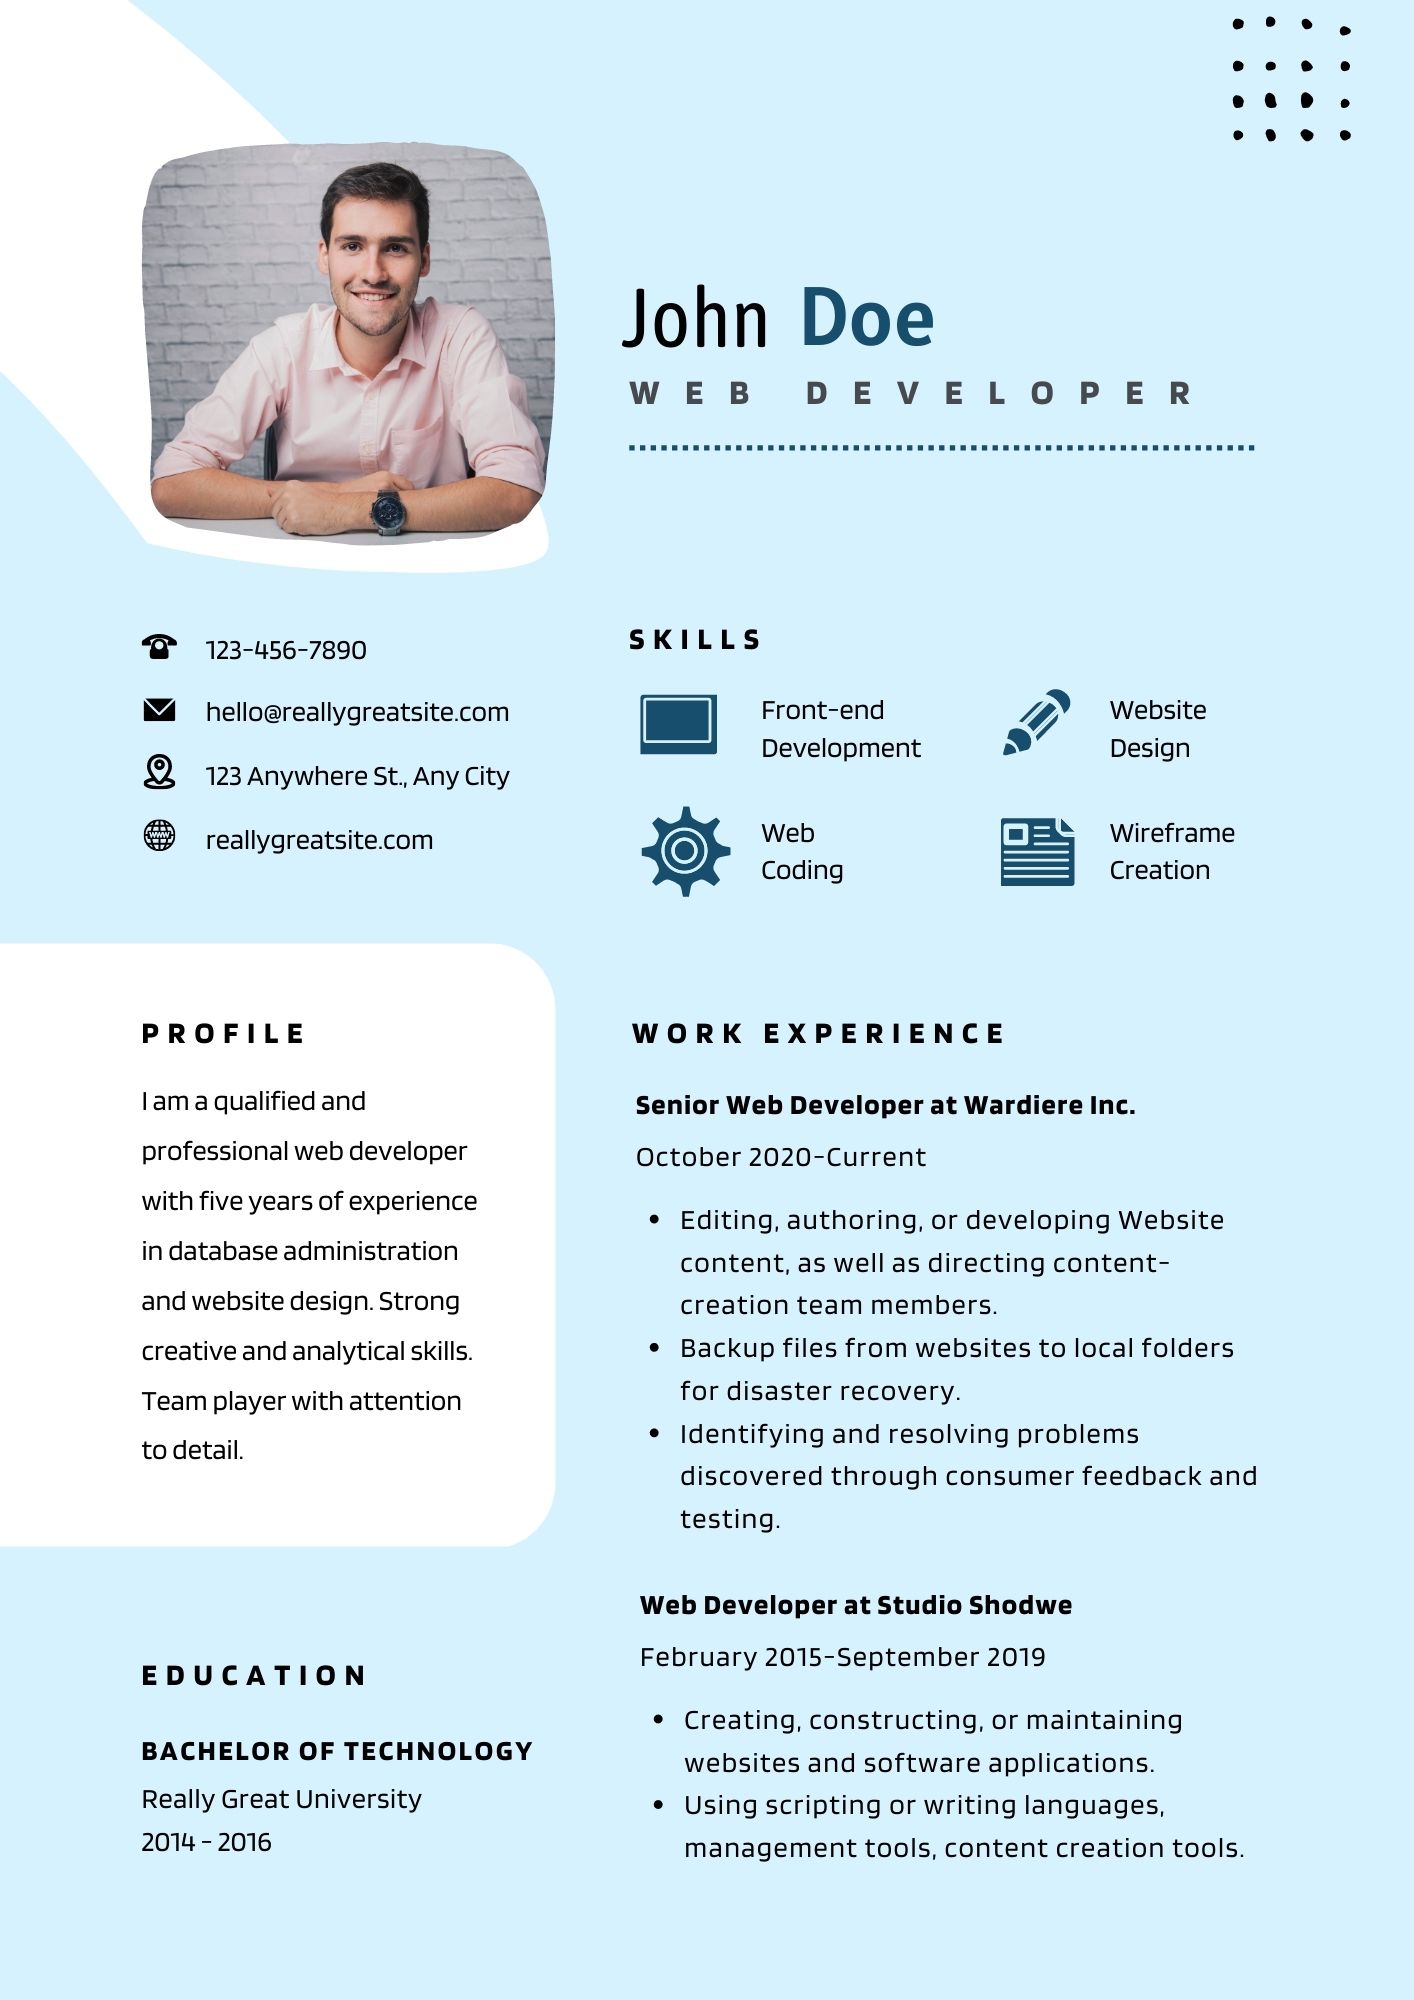 John Doe
WEB DEVELOPER
123-456-7890
hello@reallygreatsite.com
123 Anywhere St., Any City
reallygreatsite.com
SKILLS
Front-end
Development
Website
Design
Web
Coding
Wireframe
Creation
PROFILE
I am a qualified and
professional web developer
with five years of experience
in database administration
and website design. Strong
creative and analytical skills.
Team player with attention
to detail.
EDUCATION
BACHELOR OF TECHNOLOGY
Really Great University
2014 - 2016
WORK EXPERIENCE
Senior Web Developer at Wardiere Inc.
October 2020-Current
• Editing, authoring, or developing Website
content, as well as directing content-
creation team members.
• Backup files from websites to local folders
for disaster recovery.
• Identifying and resolving problems
discovered through consumer feedback and
testing.
Web Developer at Studio Shodwe
February 2015-September 2019
• Creating, constructing, or maintaining
websites and software applications.
• Using scripting or writing languages,
management tools, content creation tools.